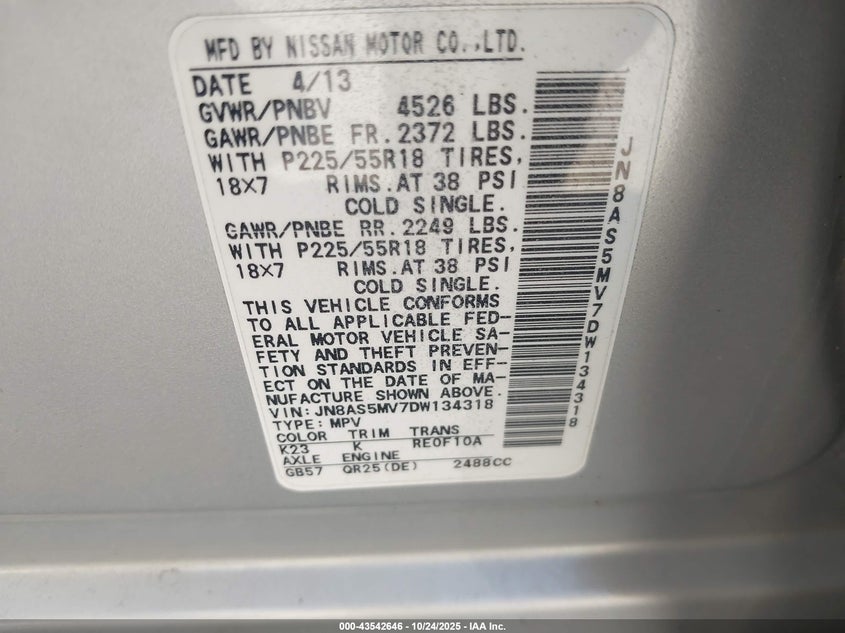 MFD BY NISSAN MOTOR CO.,LTD.
DATE 4/13
GVWR/PNBV 4526 LBS.
GAWR/PNBE FR. 2372 LBS.
WITH P225/55R18 TIRES,
18X7 RIMS.AT 38 PSI
COLD SINGLE.
GAWR/PNBE RR. 2249 LBS.
WITH P225/55R18 TIRES,
18X7 RIMS.AT 38 PSI
COLD SINGLE.
THIS VEHICLE CONFORMS
TO ALL APPLICABLE FED-
ERAL MOTOR VEHICLE SA-
FETY AND THEFT PREVEN-
TION STANDARDS IN EFF-
ECT ON THE DATE OF MA-
NUFACTURE SHOWN ABOVE.
VIN:JN8AS5MV7DW134318
TYPE:MPV
COLOR TRIM TRANS
K23 K RE0F10A
AXLE ENGINE
GB57 QR25(DE) 2488CC
JN8AS5MV7DW134318
000-43542646 - 10/24/2025 - IAA Inc.